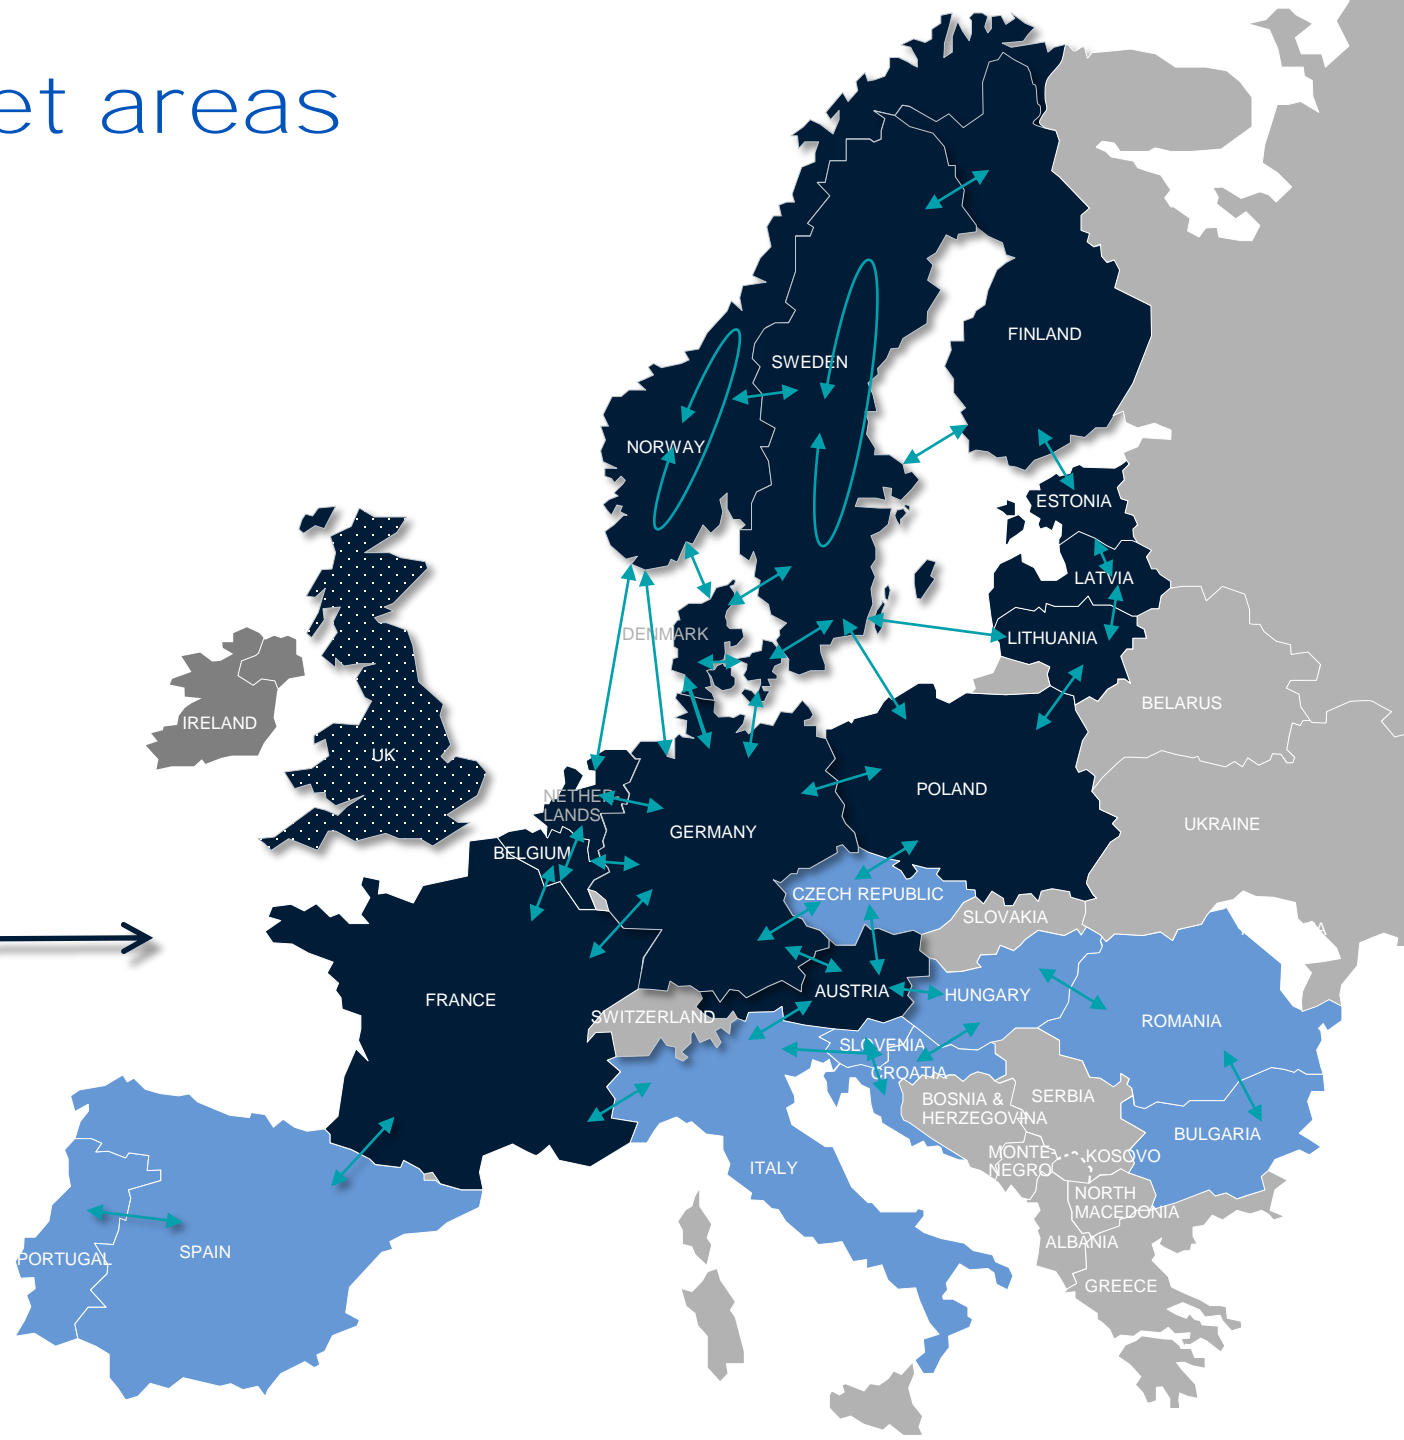 et areas
FINLAND
SWEDEN
NORWAY
ESTONIA
LATVIA
DENMARK
LITHUANIA
BELARUS
IRELAND
UK
POLAND
NETHER-
LANDS
UKRAINE
GERMANY
BELGIUM
CZECH REPUBLIC
SLOVAKIA
FRANCE
AUSTRIA
HUNGARY
SWITZERLAND
ROMANIA
SLOVENIA
CROATIA
BOSNIA &
HERZEGOVINA
SERBIA
BULGARIA
MONTE-
NEGRO
KOSOVO
ITALY
NORTH
MACEDONIA
PORTUGAL
SPAIN
ALBANIA
GREECE